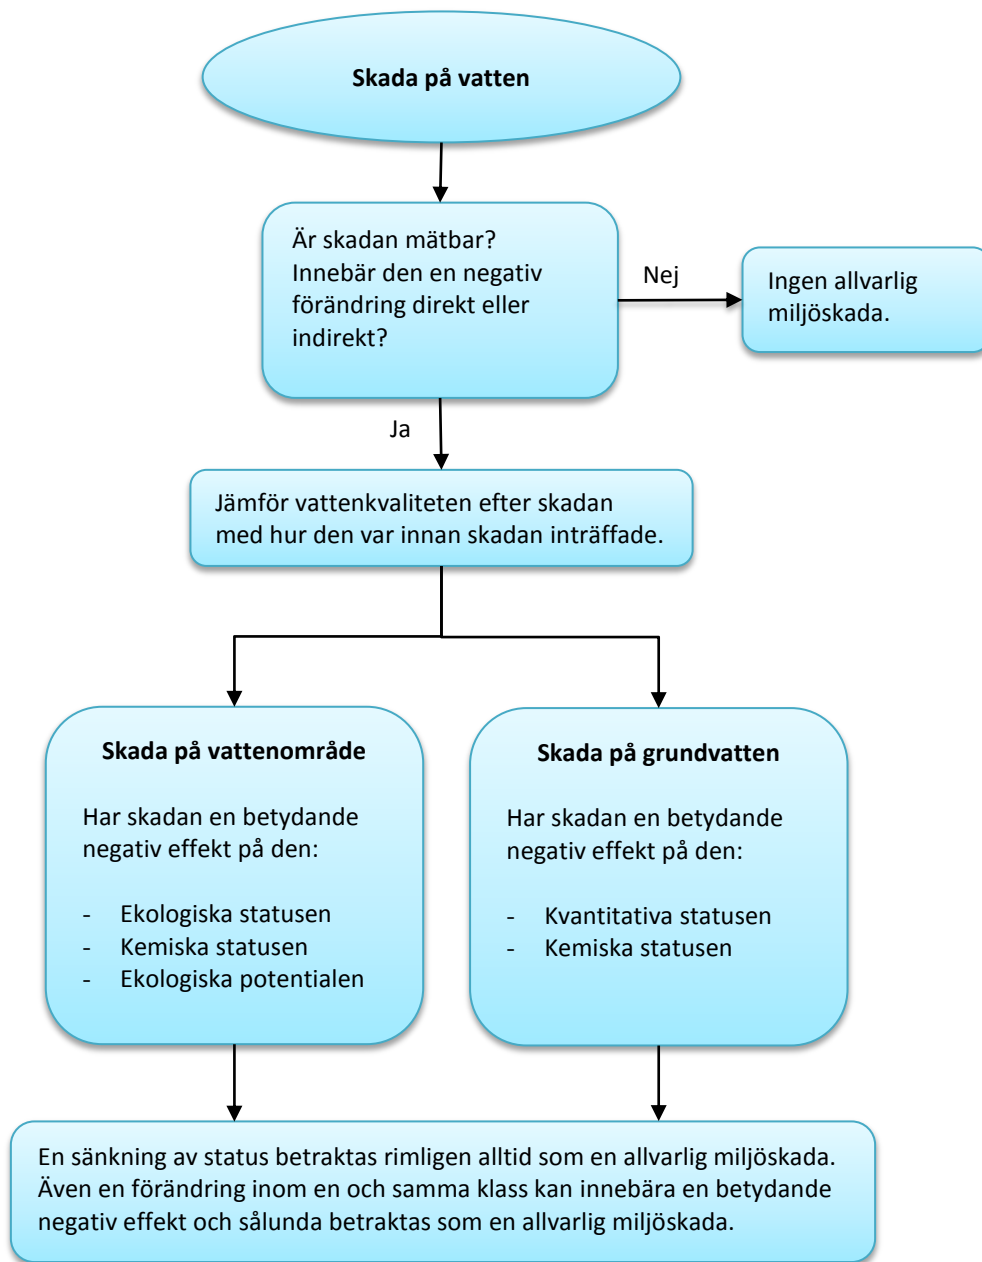 Skada på vatten
Är skadan mätbar?
Innebär den en negativ
förändring direkt eller
indirekt?
Nej
Ingen allvarlig
miljöskada.
Ja
Jämför vattenkvaliteten efter skadan
med hur den var innan skadan inträffade.
Skada på vattenområde
Har skadan en betydande
negativ effekt på den:
- Ekologiska statusen
- Kemiska statusen
- Ekologiska potentialen
Skada på grundvatten
Har skadan en betydande
negativ effekt på den:
- Kvantitativa statusen
- Kemiska statusen
En sänkning av status betraktas rimligen alltid som en allvarlig miljöskada.
Även en förändring inom en och samma klass kan innebära en betydande
negativ effekt och sålunda betraktas som en allvarlig miljöskada.